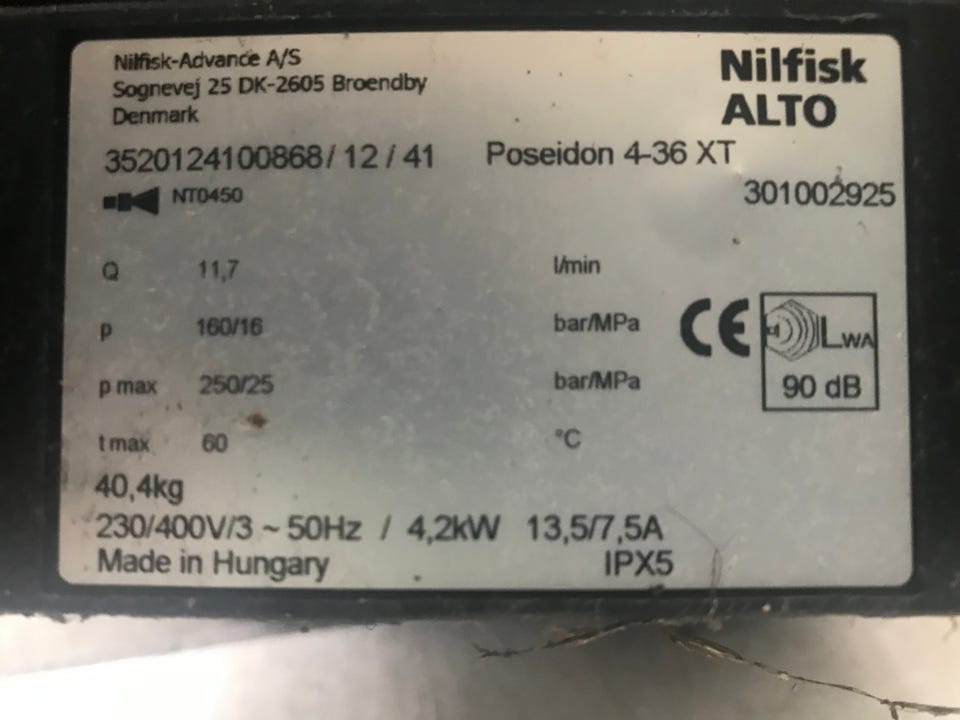 Nilfisk-Advance A/S
Sognevej 25 DK-2605 Broendby
Denmark
Nilfisk
ALTO
3520124100868 / 12 / 41 Poseidon 4-36 XT
NT0450
301002925
Q 11,7 l/min
p 160/16 bar/MPa
p max 250/25 bar/MPa
t max 60 °C
CE
LWA
90 dB
40,4kg
230/400V/3 ~ 50Hz / 4,2kW 13,5/7,5A
Made in Hungary IPX5